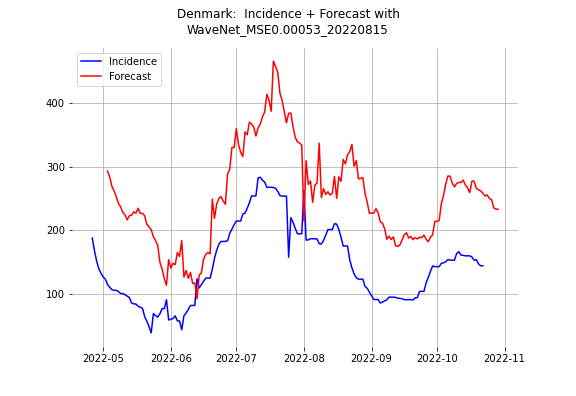 Denmark:  Incidence + Forecast with
WaveNet_MSE0.00053_20220815
Incidence
Forecast
400
300
200
100
2022-05
2022-06
2022-07
2022-08
2022-09
2022-10
2022-11